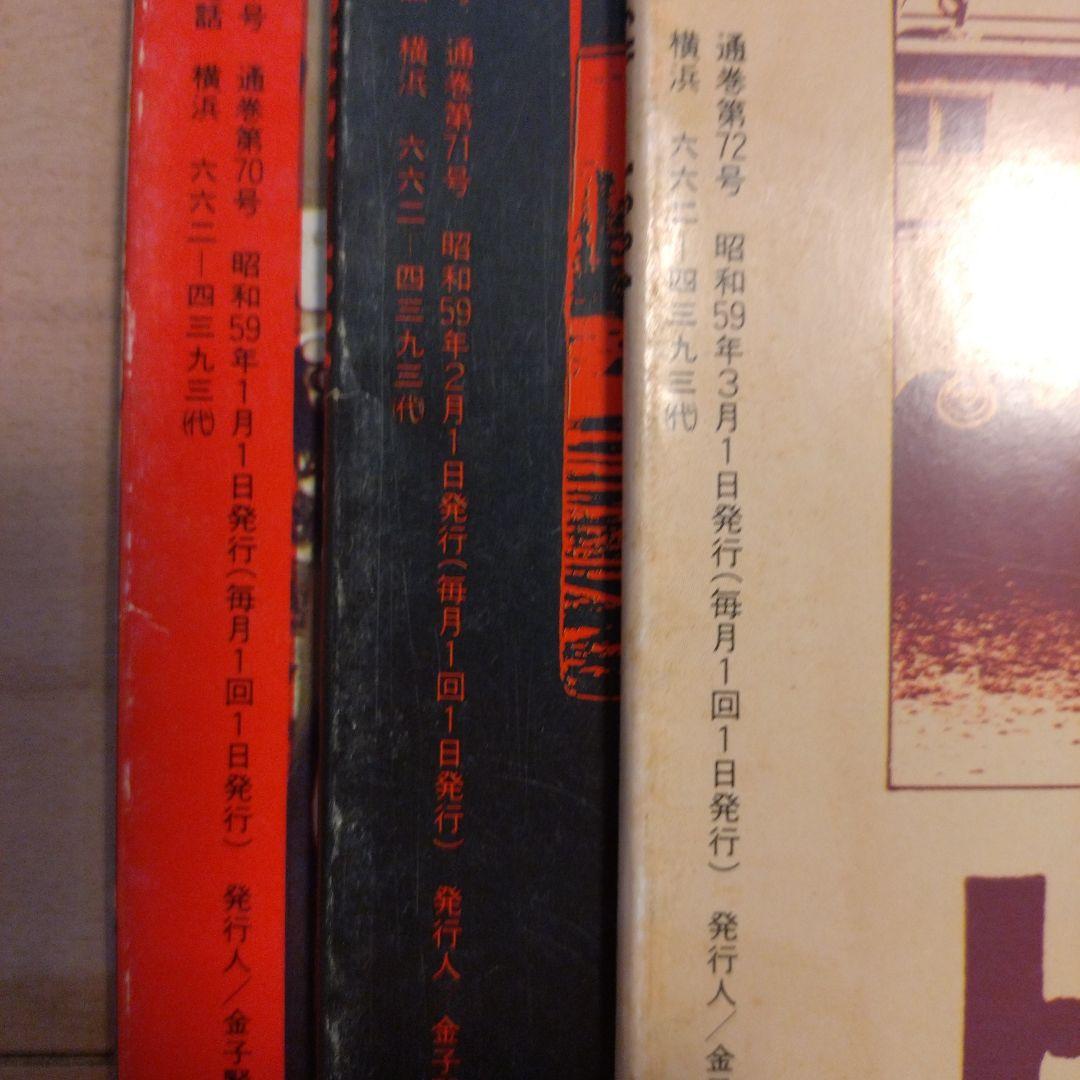 号 通巻第70号 昭和59年1月1日発行(毎月1回1日発行) 発行人/金子
話 横浜 六六二ー四三九三㈹
号 通巻第71号 昭和59年2月1日発行(毎月1回1日発行) 発行人/金子
横浜 六六二ー四三九三㈹
通巻第72号 昭和59年3月1日発行(毎月1回1日発行) 発行人/金
横浜 六六二ー四三九三㈹